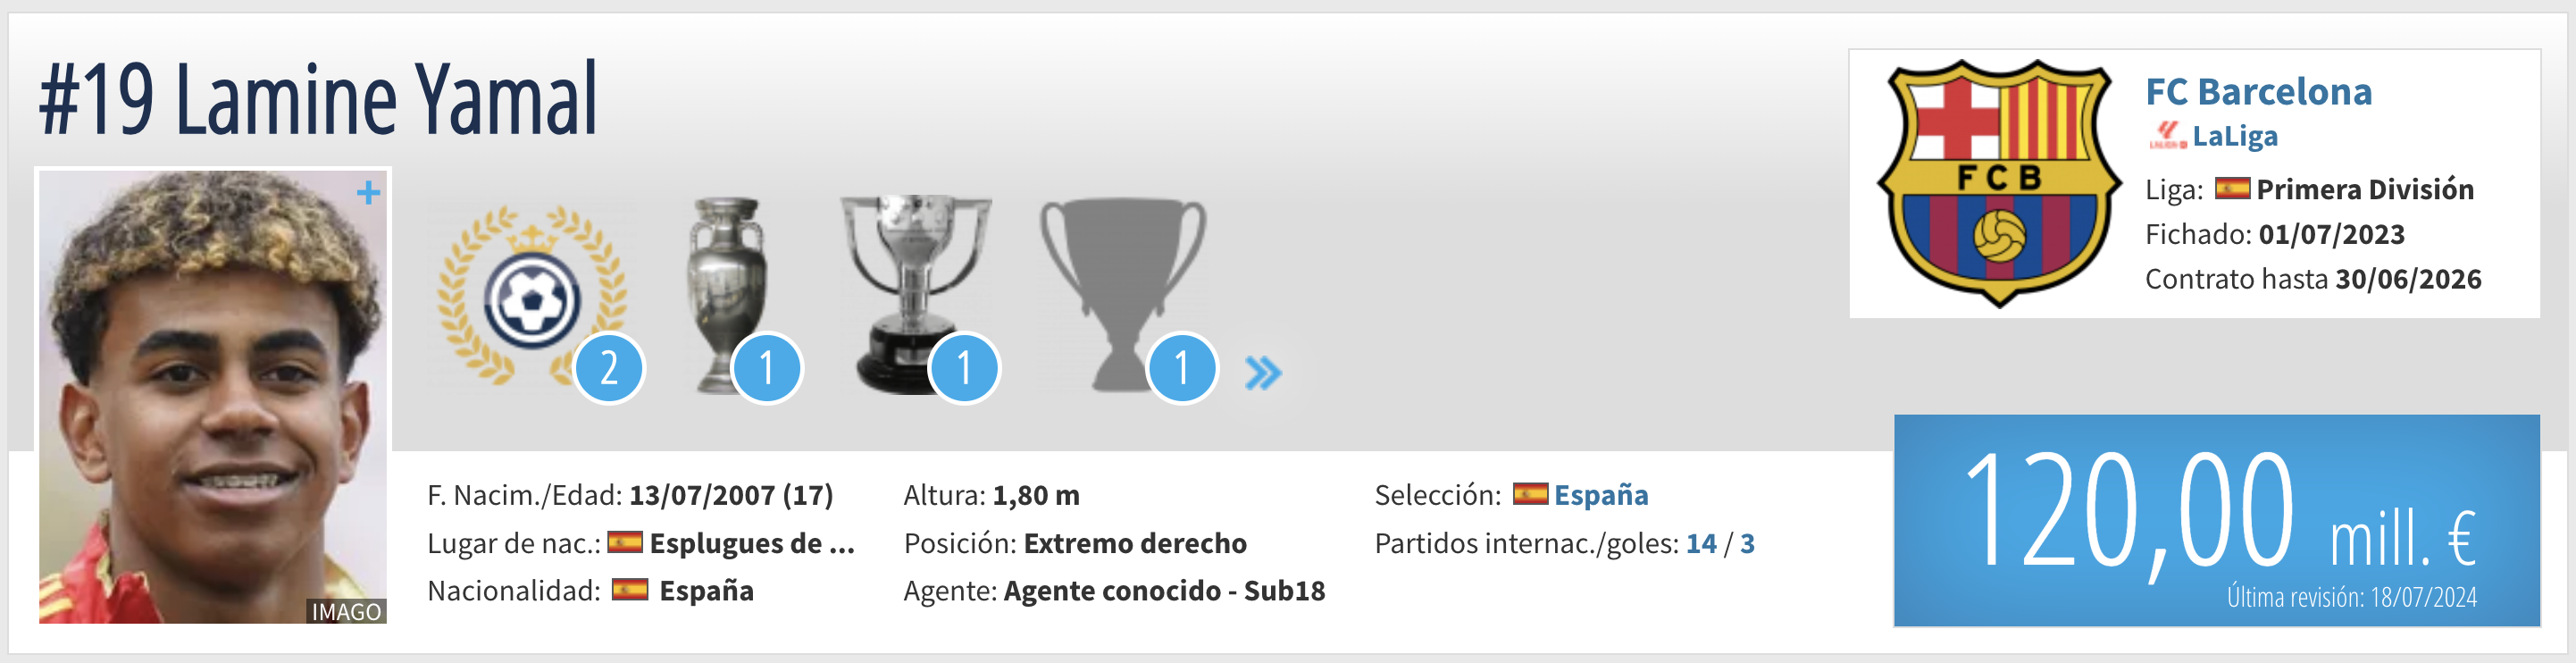 #19 Lamine Yamal
+
2
1
1
1
»
F. Nacim./Edad: 13/07/2007 (17)
Lugar de nac.: Esplugues de ...
Nacionalidad: España
Altura: 1,80 m
Posición: Extremo derecho
Agente: Agente conocido - Sub18
Selección: España
Partidos internac./goles: 14 / 3
IMAGO
FCB
FC Barcelona
LaLiga
Liga: Primera División
Fichado: 01/07/2023
Contrato hasta 30/06/2026
120,00 mill. €
Última revisión: 18/07/2024